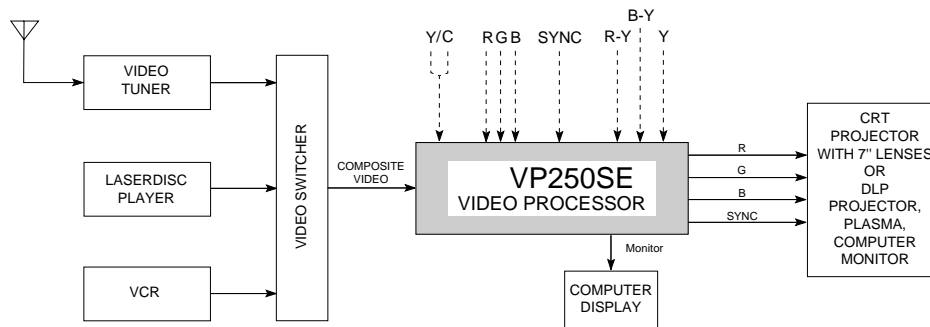 B-Y
Y/C
R G B
SYNC
R-Y
Y
VIDEO
TUNER
LASERDISC
PLAYER
VCR
VIDEO SWITCHER
COMPOSITE
VIDEO
VP250SE
VIDEO PROCESSOR
R
G
B
SYNC
Monitor
COMPUTER
DISPLAY
CRT
PROJECTOR
WITH 7" LENSES
OR
DLP
PROJECTOR,
PLASMA,
COMPUTER
MONITOR